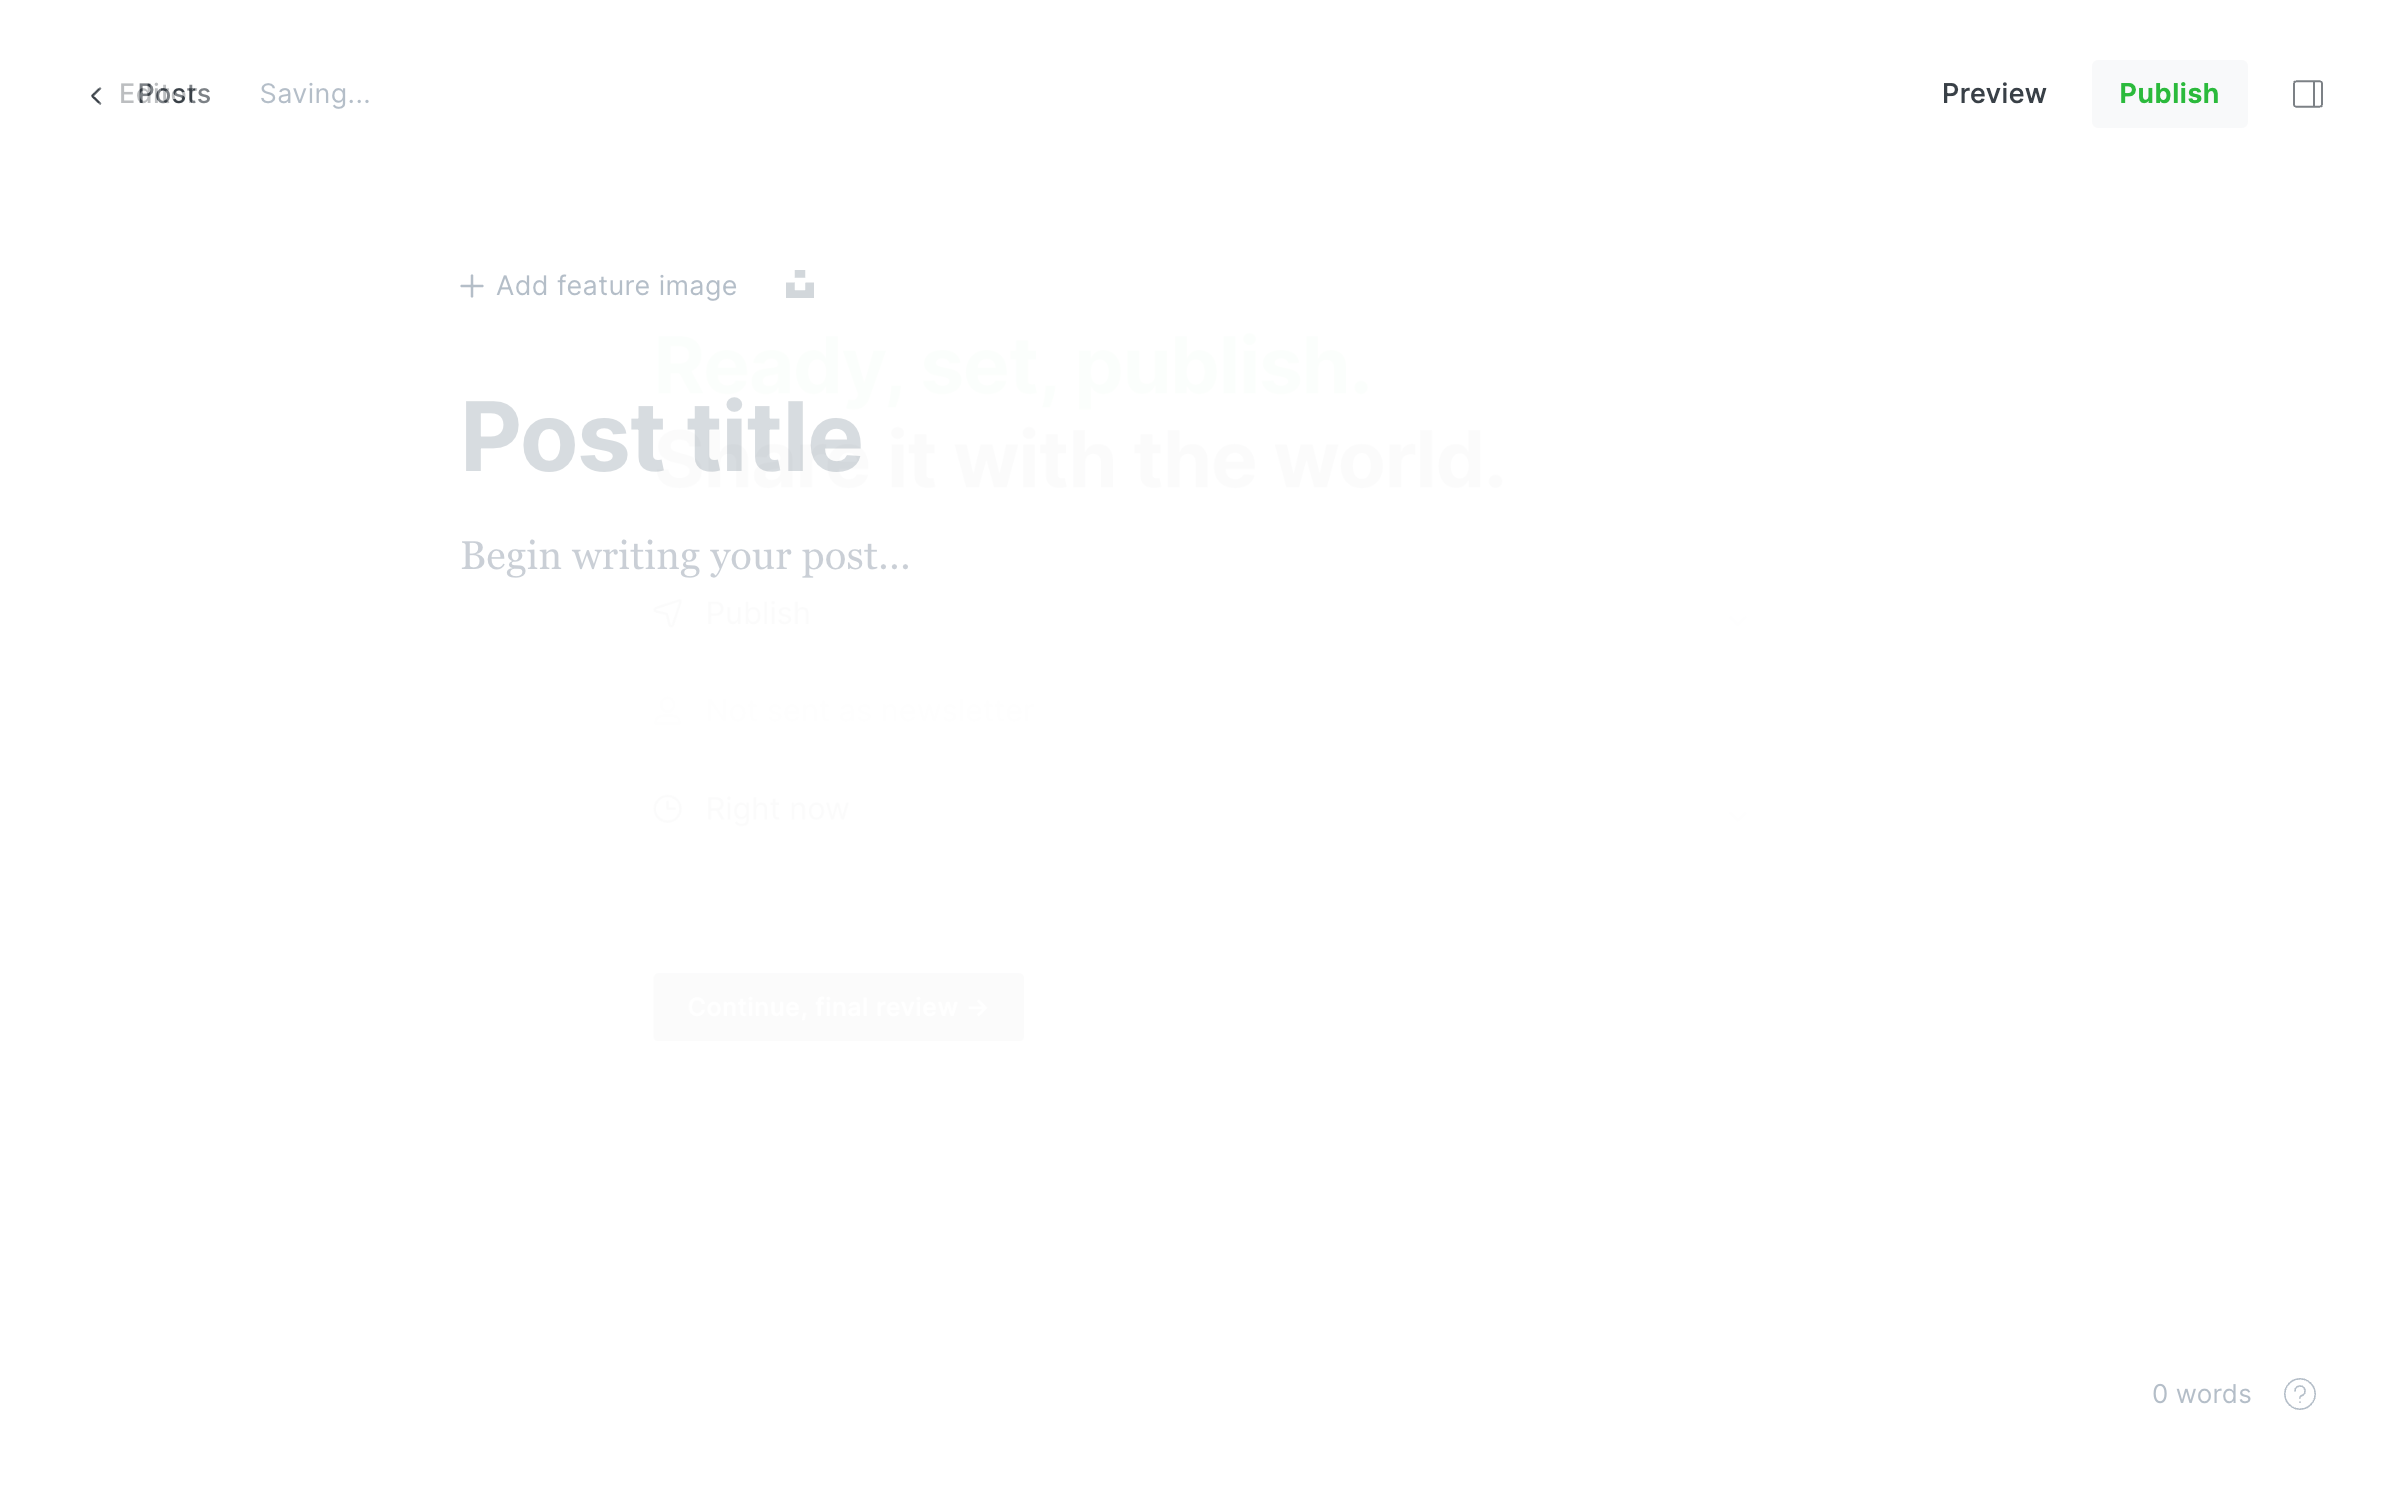 Posts
Saving...
Preview
Publish
Add feature image
Ready, set, publish.
Post title
Share it with the world.
Begin writing your post...
Publish
Right now
Continue, final review →
0 words